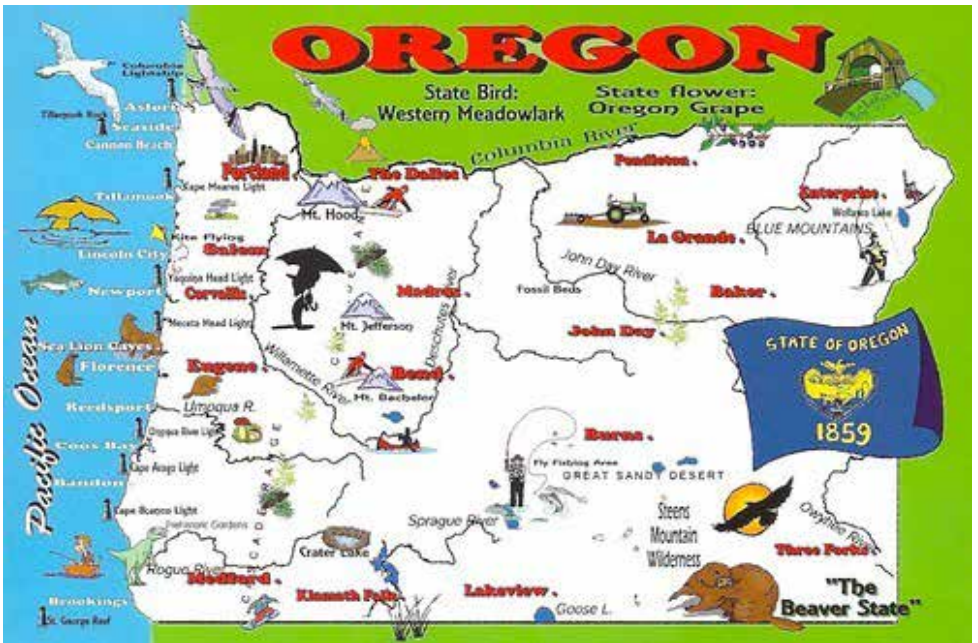 OREGON
State Bird:
Western Meadowlark
State flower:
Oregon Grape
Columbia
Lightship
Tillamook Rock
Seaside
Cannon Beach
Columbia River
Pendleton
Portland
The Dalles
Enterprise
Wallowa Lake
BLUE MOUNTAINS
Tillamook
Kape Meares Light
Mt. Hood
Kite Flying
Lincoln City
Salem
La Grande
John Day River
Yaquina Head Light
Newport
Corvallis
Madras
Fossil Beds
Baker
Heceta Head Light
Mt. Jefferson
Deschutes River
John Day
STATE OF OREGON
1859
Sea Lion Caves
Florence
Eugene
Willamette River
Bend
Mt. Bachelor
Pacific Ocean
Reedsport
Umpqua R.
CASCADE RANGE
Umpqua River Light
Coos Bay
Cape Arago Light
Bandon
Burns
Fly Fishing Area
GREAT SANDY DESERT
Cape Blanco Light
Prehistoric Gardens
Sprague River
Steens
Mountain
Wilderness
Owyhee River
Crater Lake
Three Forks
Rogue River
Medford
Klamath Falls
Lakeview
Goose L.
"The
Beaver State"
Brookings
St. George Reef